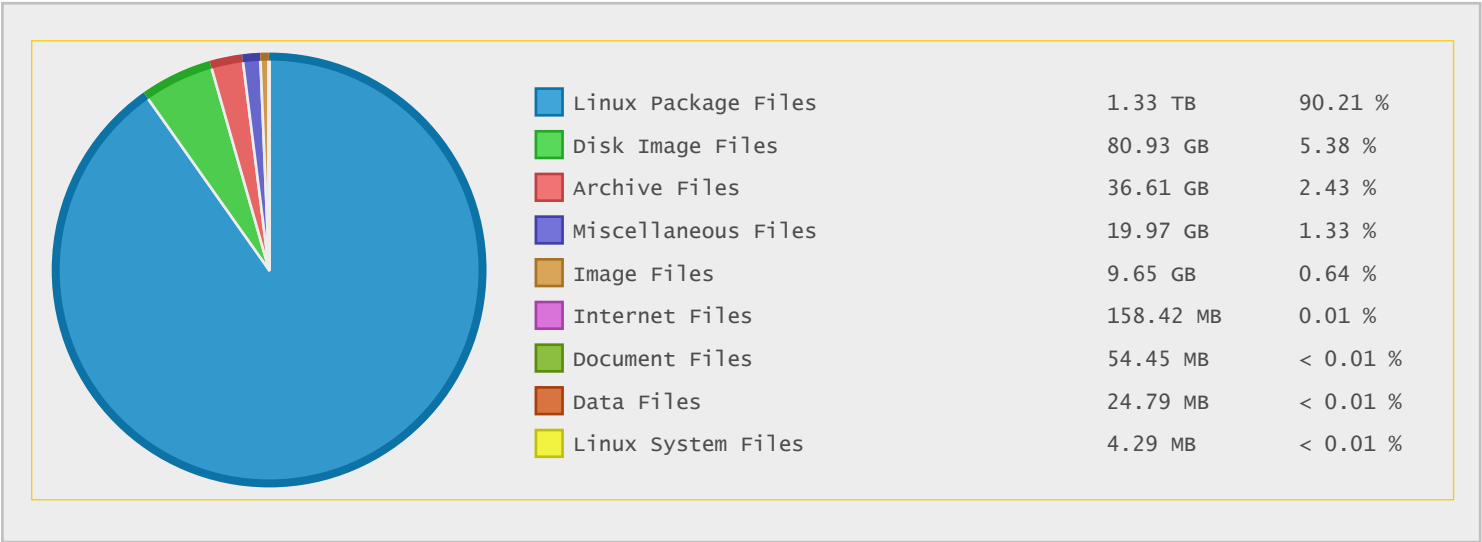 Linux Package Files 1.33 TB 90.21 %
Disk Image Files 80.93 GB 5.38 %
Archive Files 36.61 GB 2.43 %
Miscellaneous Files 19.97 GB 1.33 %
Image Files 9.65 GB 0.64 %
Internet Files 158.42 MB 0.01 %
Document Files 54.45 MB < 0.01 %
Data Files 24.79 MB < 0.01 %
Linux System Files 4.29 MB < 0.01 %